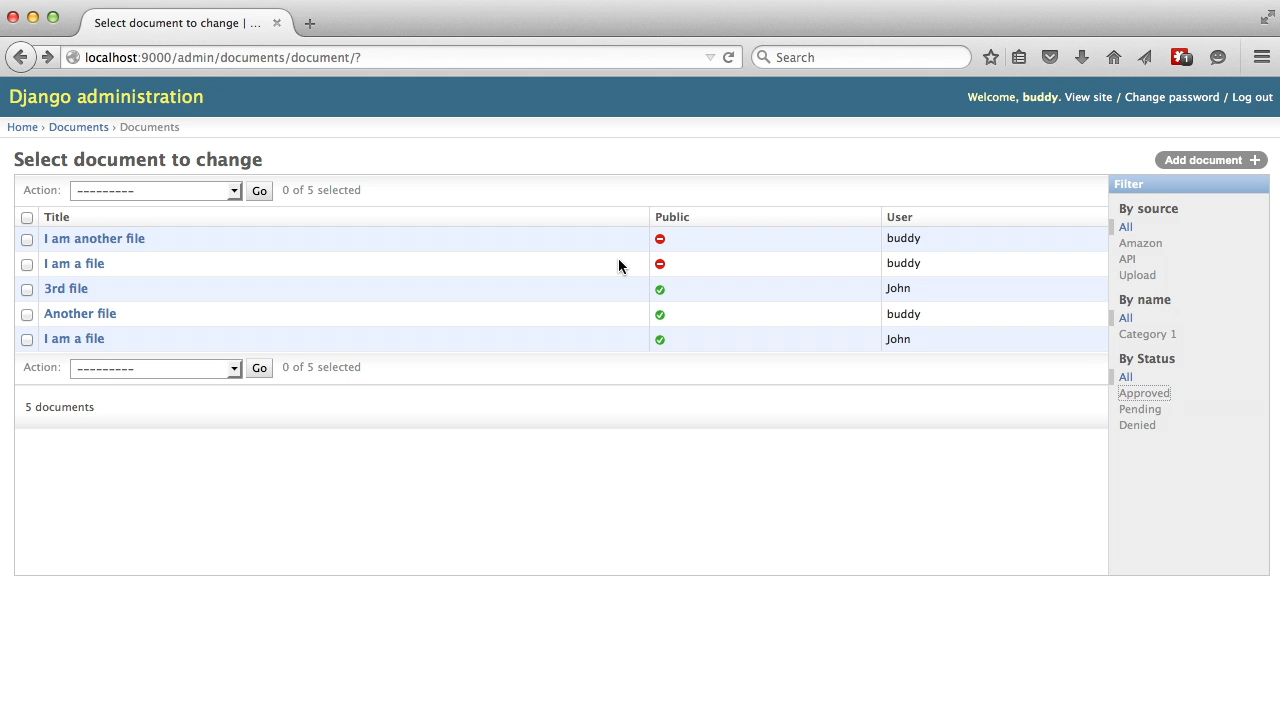 Select document to change | ...
localhost:9000/admin/documents/document/?
Search
1
Django administration
Welcome, buddy. View site / Change password / Log out
Home › Documents › Documents
Select document to change
Add document +
Action: --------- Go 0 of 5 selected
Title Public User
I am another file buddy
I am a file buddy
3rd file John
Another file buddy
I am a file John
Action: --------- Go 0 of 5 selected
5 documents
Filter
By source
All
Amazon
API
Upload
By name
All
Category 1
By Status
All
Approved
Pending
Denied